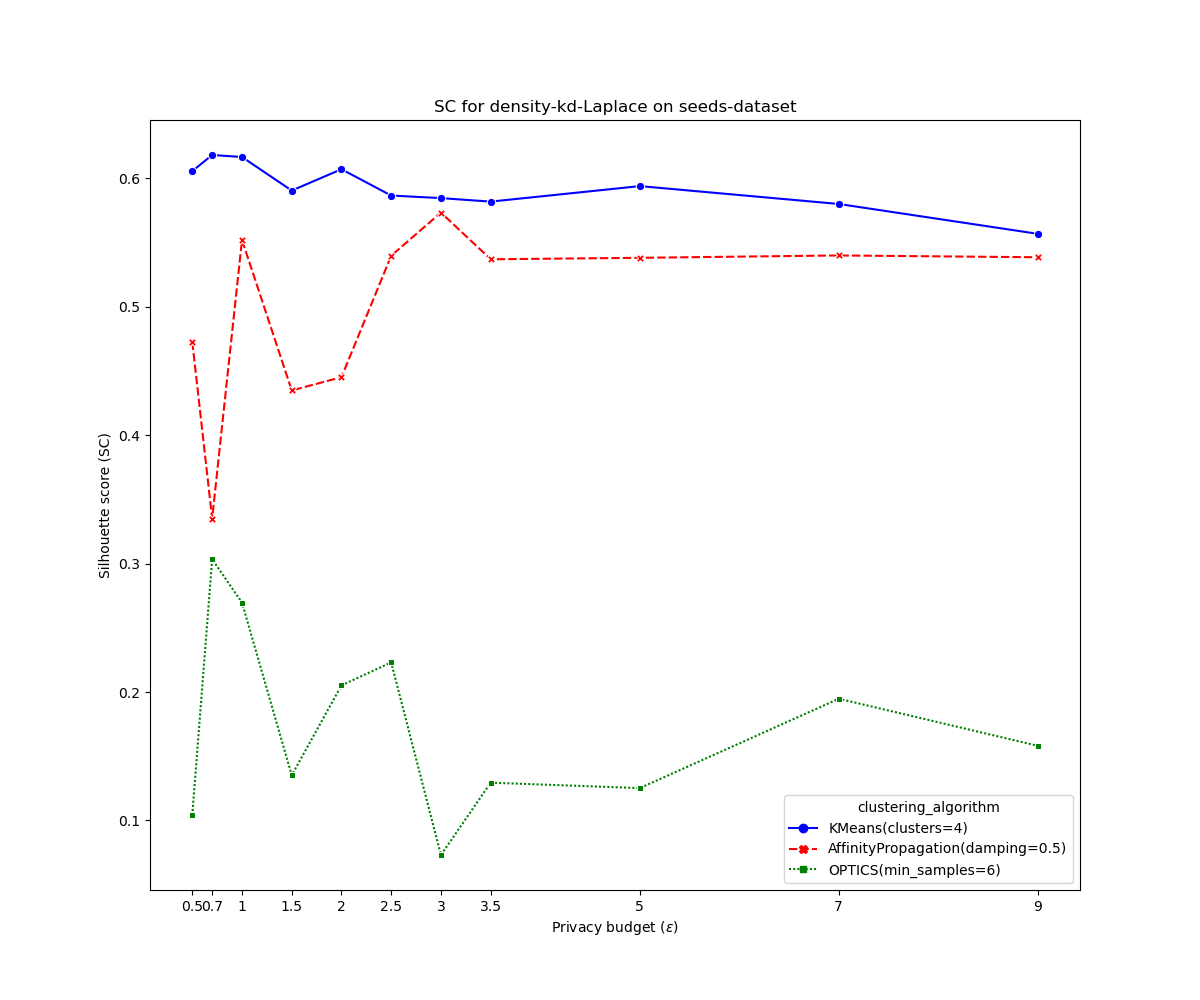 SC for density-kd-Laplace on seeds-dataset
Silhouette score (SC)
0.6
0.5
0.4
0.3
0.2
0.1
clustering_algorithm
KMeans(clusters=4)
AffinityPropagation(damping=0.5)
OPTICS(min_samples=6)
0.5 0.7 1 1.5 2 2.5 3 3.5 5 7 9
Privacy budget (ε)